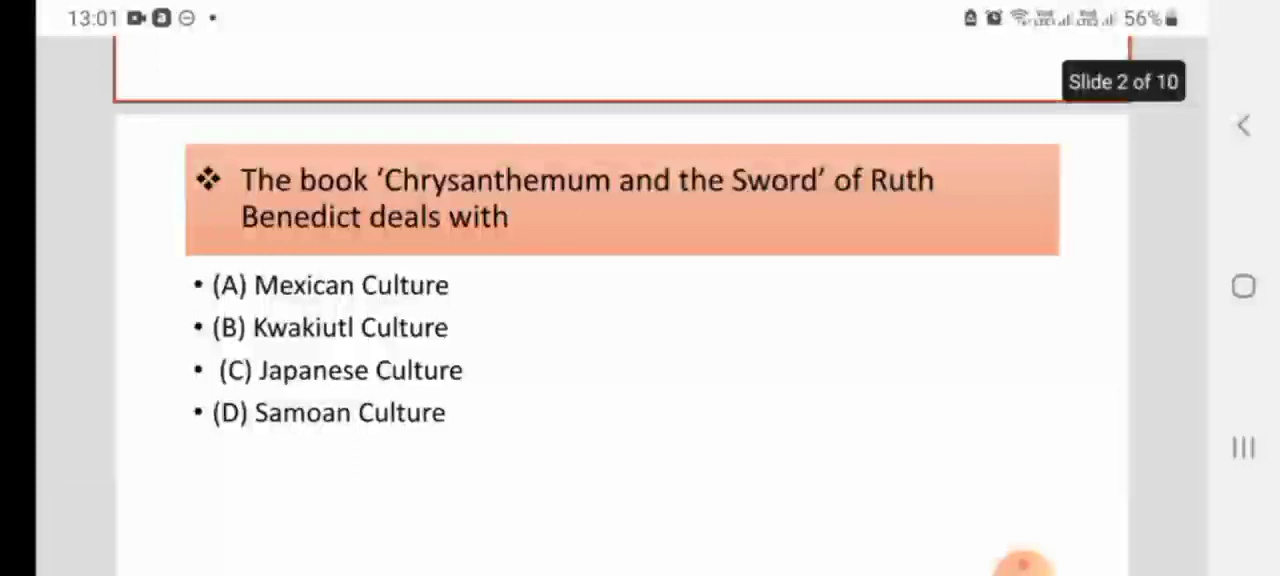 13:01
56%
Slide 2 of 10
❖ The book ‘Chrysanthemum and the Sword’ of Ruth
Benedict deals with
• (A) Mexican Culture
• (B) Kwakiutl Culture
• (C) Japanese Culture
• (D) Samoan Culture